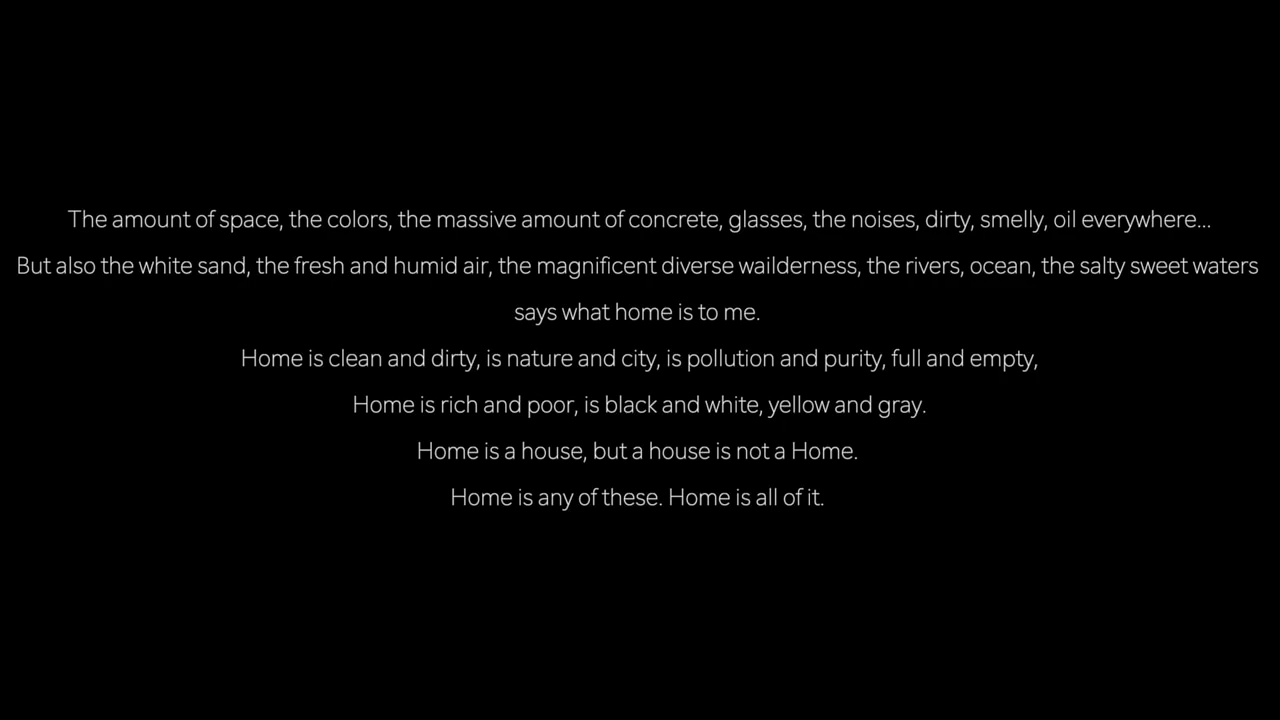 The amount of space, the colors, the massive amount of concrete, glasses, the noises, dirty, smelly, oil everywhere...
But also the white sand, the fresh and humid air, the magnificent diverse wailderness, the rivers, ocean, the salty sweet waters
says what home is to me.
Home is clean and dirty, is nature and city, is pollution and purity, full and empty,
Home is rich and poor, is black and white, yellow and gray.
Home is a house, but a house is not a Home.
Home is any of these. Home is all of it.